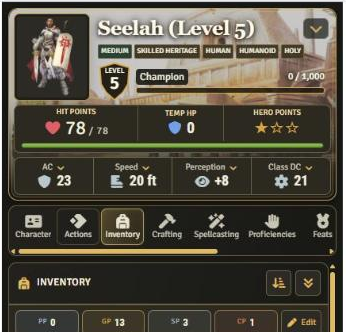 Seelah (Level 5)
MEDIUM SKILLED HERITAGE HUMAN HUMANOID HOLY
LEVEL
5
Champion 0 / 1,000
HIT POINTS TEMP HP HERO POINTS
78 / 78 0
AC Speed Perception Class DC
23 20 ft +8 21
Character Actions Inventory Crafting Spellcasting Proficiencies Feats
INVENTORY
PP 0 GP 13 SP 3 CP 1 Edit